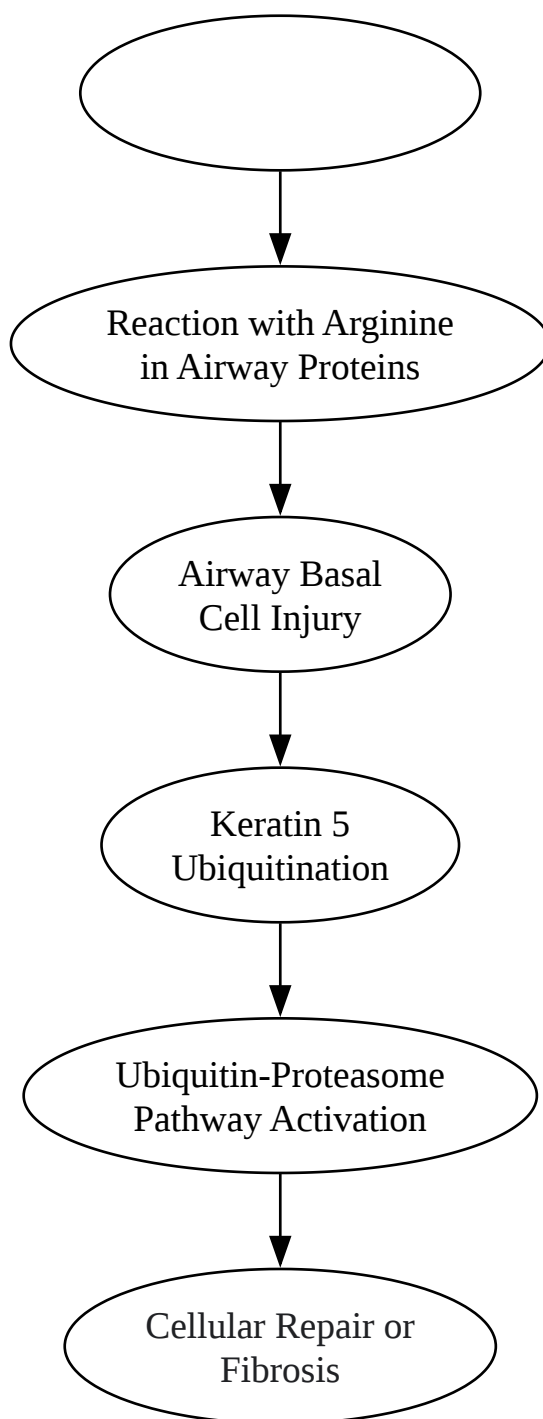 Reaction with Arginine
in Airway Proteins
Airway Basal
Cell Injury
Keratin 5
Ubiquitination
Ubiquitin-Proteasome
Pathway Activation
Cellular Repair or
Fibrosis